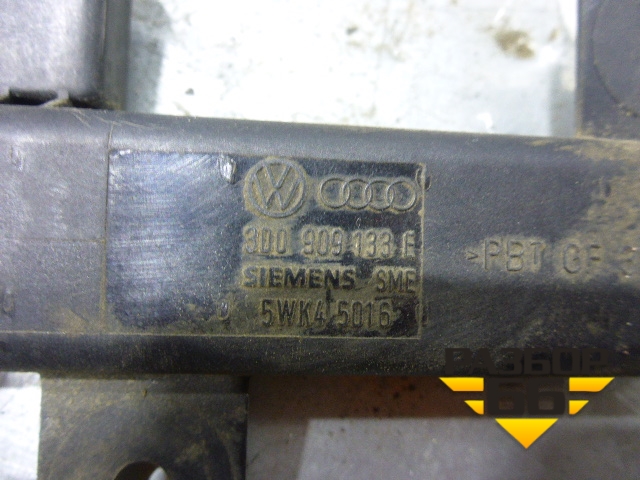 3D0 909 133 F
SIEMENS SME
5WK4 5016
>PBT GF
РАЗБОР
66